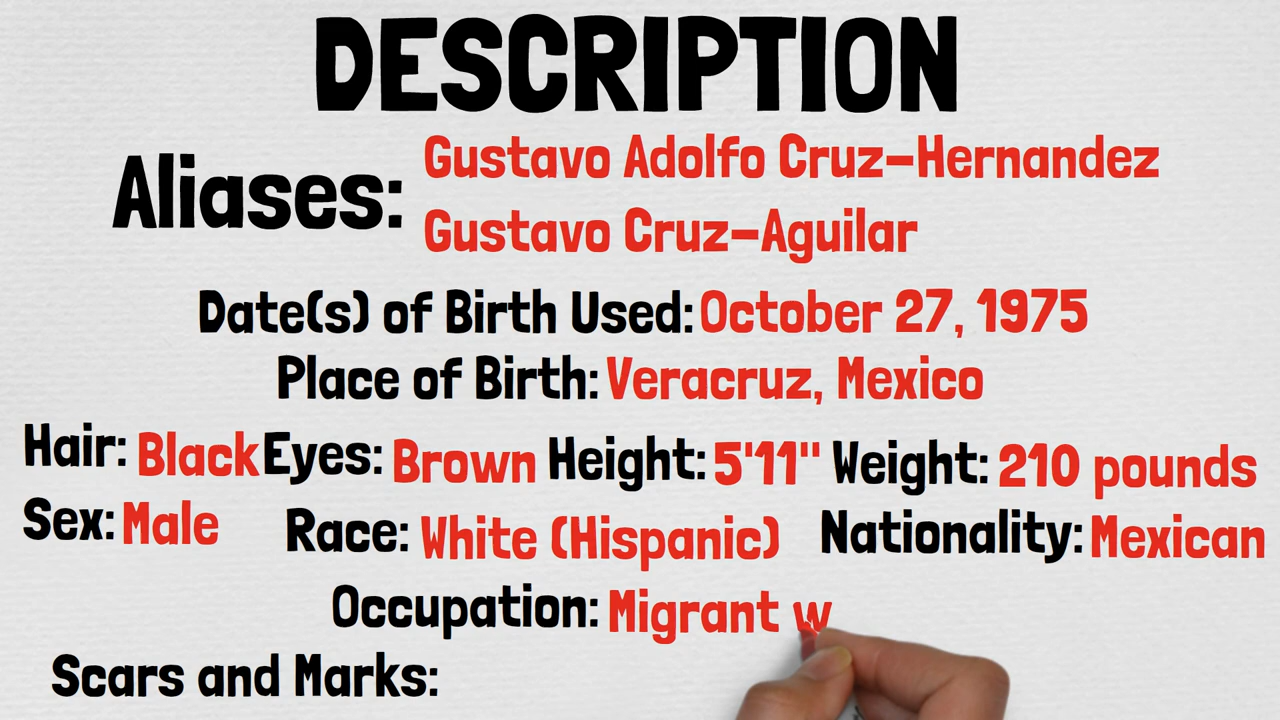 DESCRIPTION
Aliases: Gustavo Adolfo Cruz-Hernandez
Gustavo Cruz-Aguilar
Date(s) of Birth Used: October 27, 1975
Place of Birth: Veracruz, Mexico
Hair: Black Eyes: Brown Height: 5'11" Weight: 210 pounds
Sex: Male Race: White (Hispanic) Nationality: Mexican
Occupation: Migrant w
Scars and Marks: